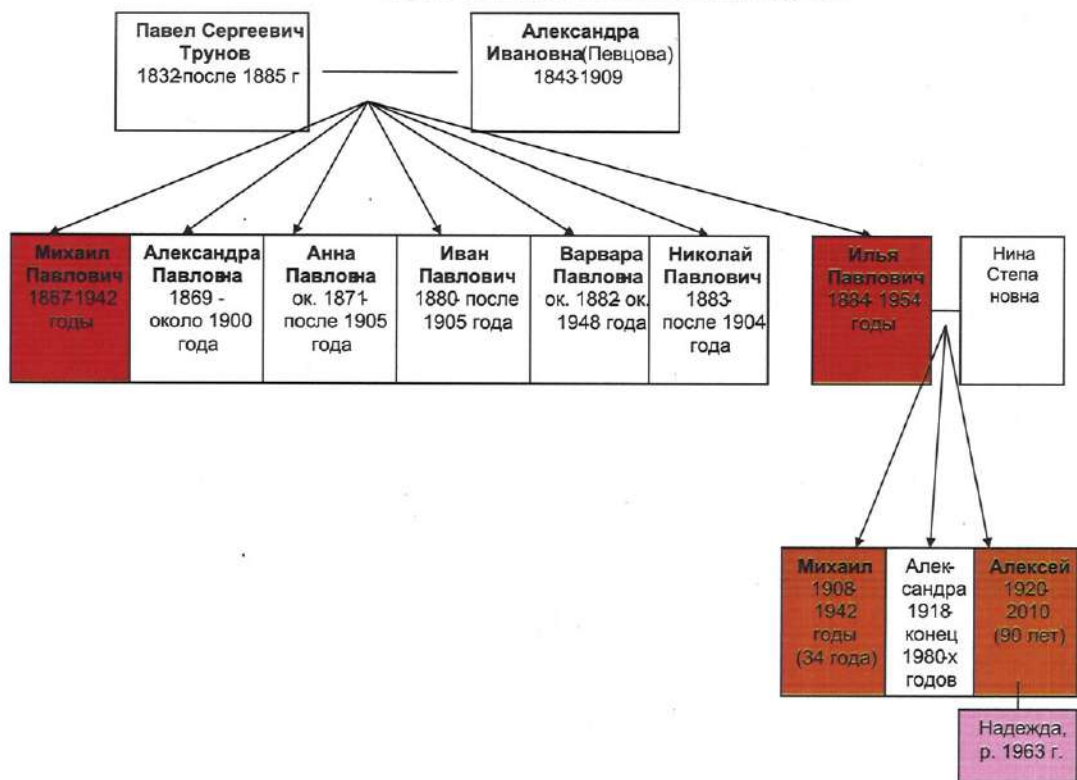 Павел Сергеевич
Трунов
1832-после 1885 г
Александра
Ивановна(Певцова)
1843-1909
Михаил
Павлович
1867-1942
годы
Александра
Павловна
1869 -
около 1900
года
Анна
Павловна
ок. 1871-
после 1905
года
Иван
Павлович
1880- после
1905 года
Варвара
Павловна
ок. 1882- ок.
1948 года
Николай
Павлович
1883-
после 1904
года
Илья
Павлович
1884- 1954
годы
Нина
Степа
новна
Михаил
1908-
1942
годы
(34 года)
Алек-
сандра
1918-
конец
1980-х
годов
Алексей
1920-
2010
(90 лет)
Надежда,
р. 1963 г.